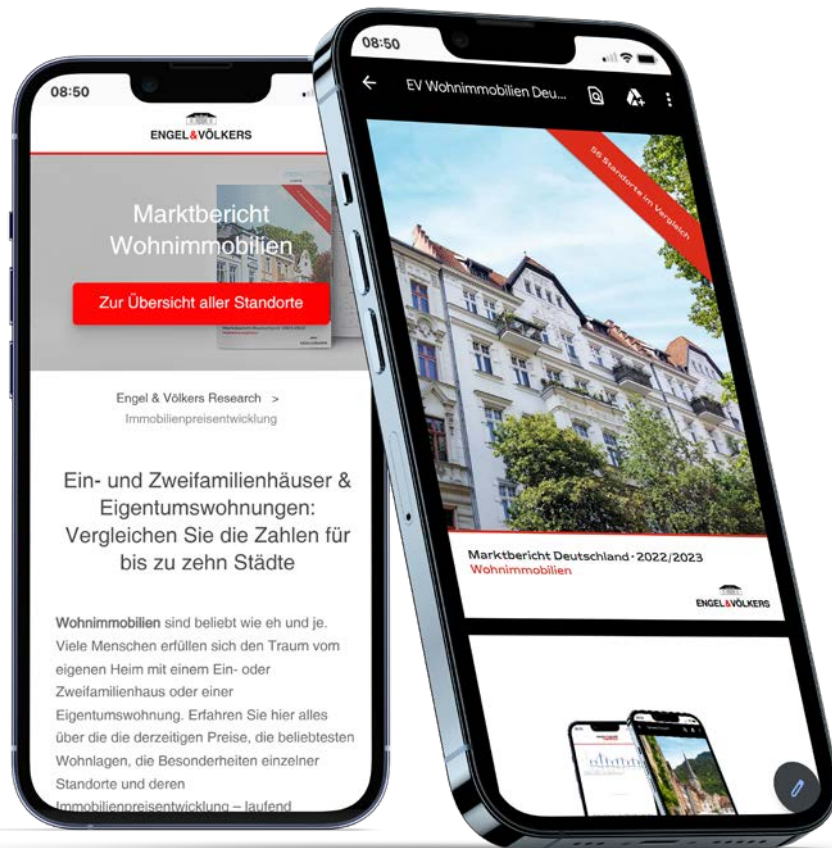 08:50
ENGEL&VÖLKERS
Marktbericht
Wohnimmobilien
Zur Übersicht aller Standorte
Engel & Völkers Research >
Immobilienpreisentwicklung
Ein- und Zweifamilienhäuser &
Eigentumswohnungen:
Vergleichen Sie die Zahlen für
bis zu zehn Städte
Wohnimmobilien sind beliebt wie eh und je.
Viele Menschen erfüllen sich den Traum vom
eigenen Heim mit einem Ein- oder
Zweifamilienhaus oder einer
Eigentumswohnung. Erfahren Sie hier alles
über die die derzeitigen Preise, die beliebtesten
Wohnlagen, die Besonderheiten einzelner
Standorte und deren
Immobilienpreisentwicklung – laufend
08:50
EV Wohnimmobilien Deu...
56 Standorte im Vergleich
Marktbericht Deutschland · 2022/2023
Wohnimmobilien
ENGEL&VÖLKERS